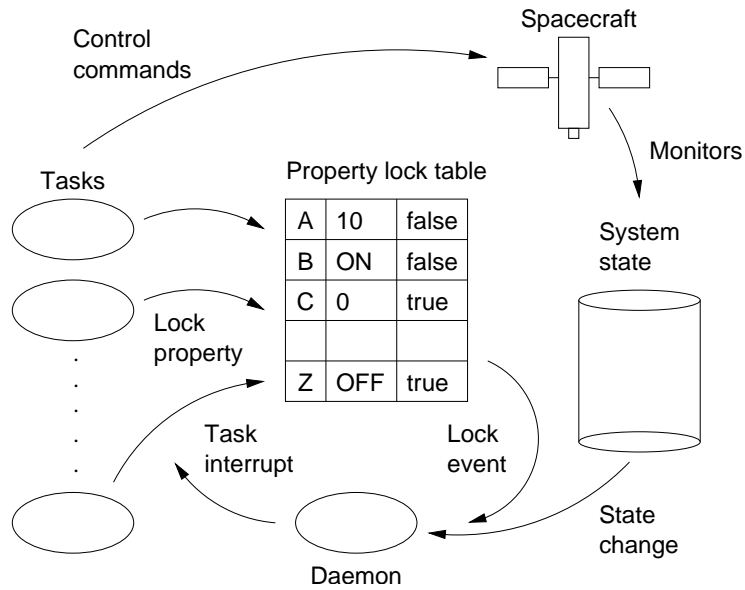 Spacecraft
Control
commands
Monitors
Property lock table
Tasks
A 10 false
B ON false
C 0 true
Z OFF true
System
state
Lock
property
Task
interrupt
Lock
event
State
change
Daemon